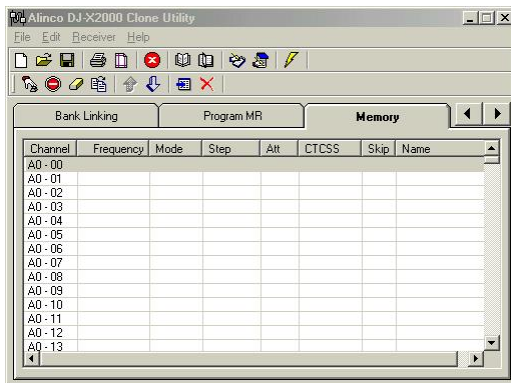 Alinco DJ-X2000 Clone Utility
File Edit Receiver Help
Bank Linking Program MR Memory
Channel Frequency Mode Step Att CTCSS Skip Name
A0 - 00
A0 - 01
A0 - 02
A0 - 03
A0 - 04
A0 - 05
A0 - 06
A0 - 07
A0 - 08
A0 - 09
A0 - 10
A0 - 11
A0 - 12
A0 - 13